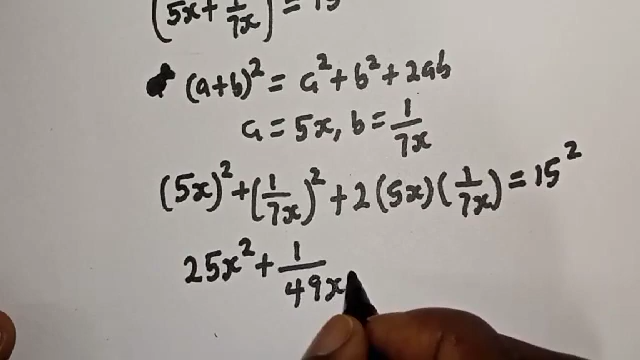 (5x + 1/7x) = 15
(a+b)² = a² + b² + 2ab
a = 5x, b = 1/7x
(5x)² + (1/7x)² + 2(5x)(1/7x) = 15²
25x² + 1/49x